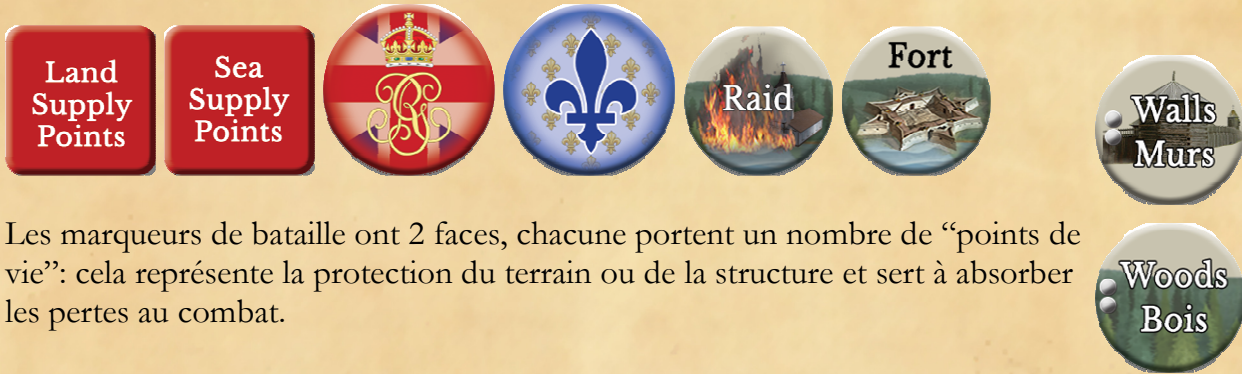 Land
Supply
Points
Sea
Supply
Points
Raid
Fort
Walls
Murs
Les marqueurs de bataille ont 2 faces, chacune portent un nombre de “points de
vie”: cela représente la protection du terrain ou de la structure et sert à absorber
les pertes au combat.
Woods
Bois